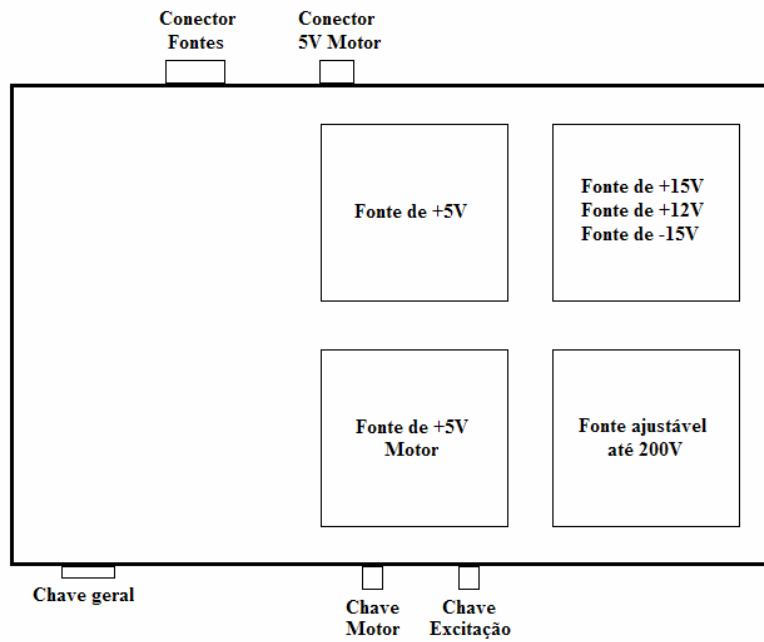 Conector
Fontes
Conector
5V Motor
Fonte de +5V
Fonte de +15V
Fonte de +12V
Fonte de -15V
Fonte de +5V
Motor
Fonte ajustável
até 200V
Chave geral
Chave
Motor
Chave
Excitação